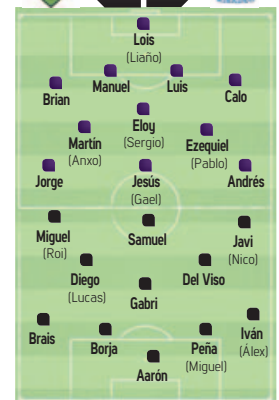 Lois
(Liaño)
Manuel Luis
Brian Calo
Eloy
(Sergio)
Martín Ezequiel
(Anxo) (Pablo)
Jorge Jesús Andrés
(Gael)
Miguel Samuel Javi
(Roi) (Nico)
Diego Del Viso
(Lucas)
Gabri
Brais Borja Peña Iván
(Miguel) (Álex)
Aarón